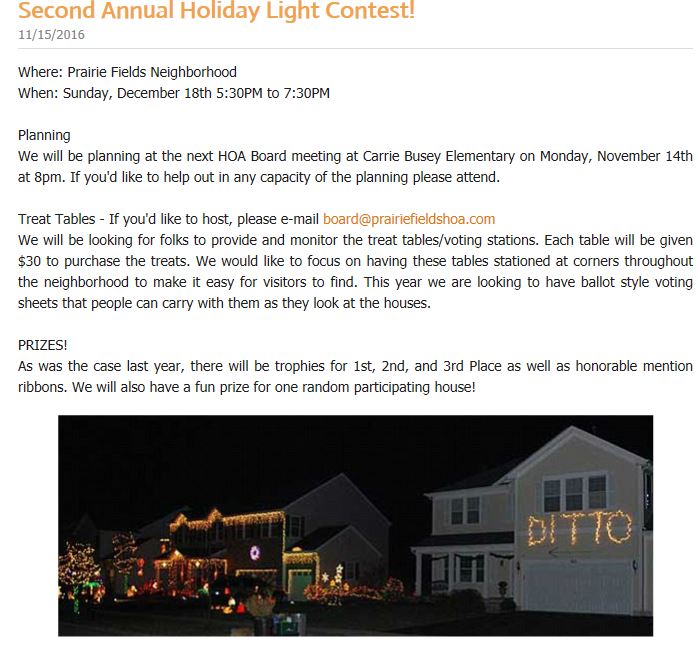 Second Annual Holiday Light Contest!
11/15/2016
Where: Prairie Fields Neighborhood
When: Sunday, December 18th 5:30PM to 7:30PM
Planning
We will be planning at the next HOA Board meeting at Carrie Busey Elementary on Monday, November 14th
at 8pm. If you'd like to help out in any capacity of the planning please attend.
Treat Tables - If you'd like to host, please e-mail board@prairiefieldshoa.com
We will be looking for folks to provide and monitor the treat tables/voting stations. Each table will be given
$30 to purchase the treats. We would like to focus on having these tables stationed at corners throughout
the neighborhood to make it easy for visitors to find. This year we are looking to have ballot style voting
sheets that people can carry with them as they look at the houses.
PRIZES!
As was the case last year, there will be trophies for 1st, 2nd, and 3rd Place as well as honorable mention
ribbons. We will also have a fun prize for one random participating house!
DITTO